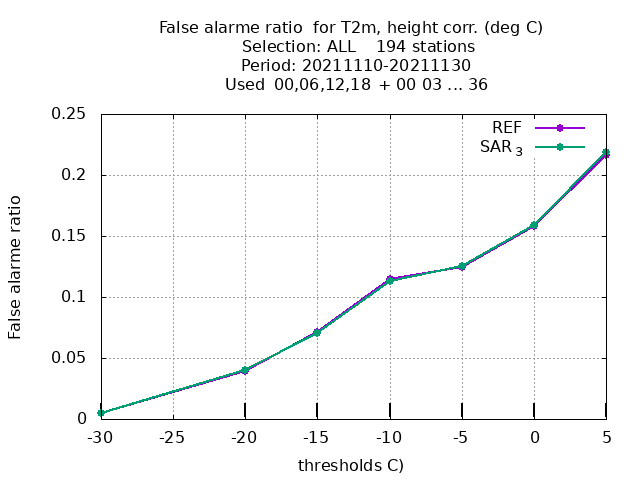 False alarme ratio  for T2m, height corr. (deg C)
Selection: ALL    194 stations
Period: 20211110-20211130
Used  00,06,12,18 + 00 03 ... 36
REF
SAR 3
0.25
0.2
0.15
0.1
0.05
0
False alarme ratio
-30 -25 -20 -15 -10 -5 0 5
thresholds C)